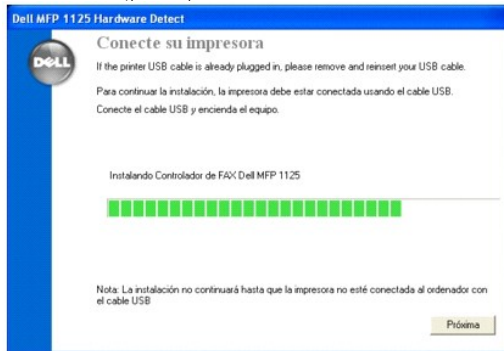 Dell MFP 1125 Hardware Detect
DELL
Conecte su impresora
If the printer USB cable is already plugged in, please remove and reinsert your USB cable.
Para continuar la instalación, la impresora debe estar conectada usando el cable USB.
Conecte el cable USB y encienda el equipo.
Instalando Controlador de FAX Dell MFP 1125
Nota: La instalación no continuará hasta que la impresora no esté conectada al ordenador con
el cable USB
Próxima